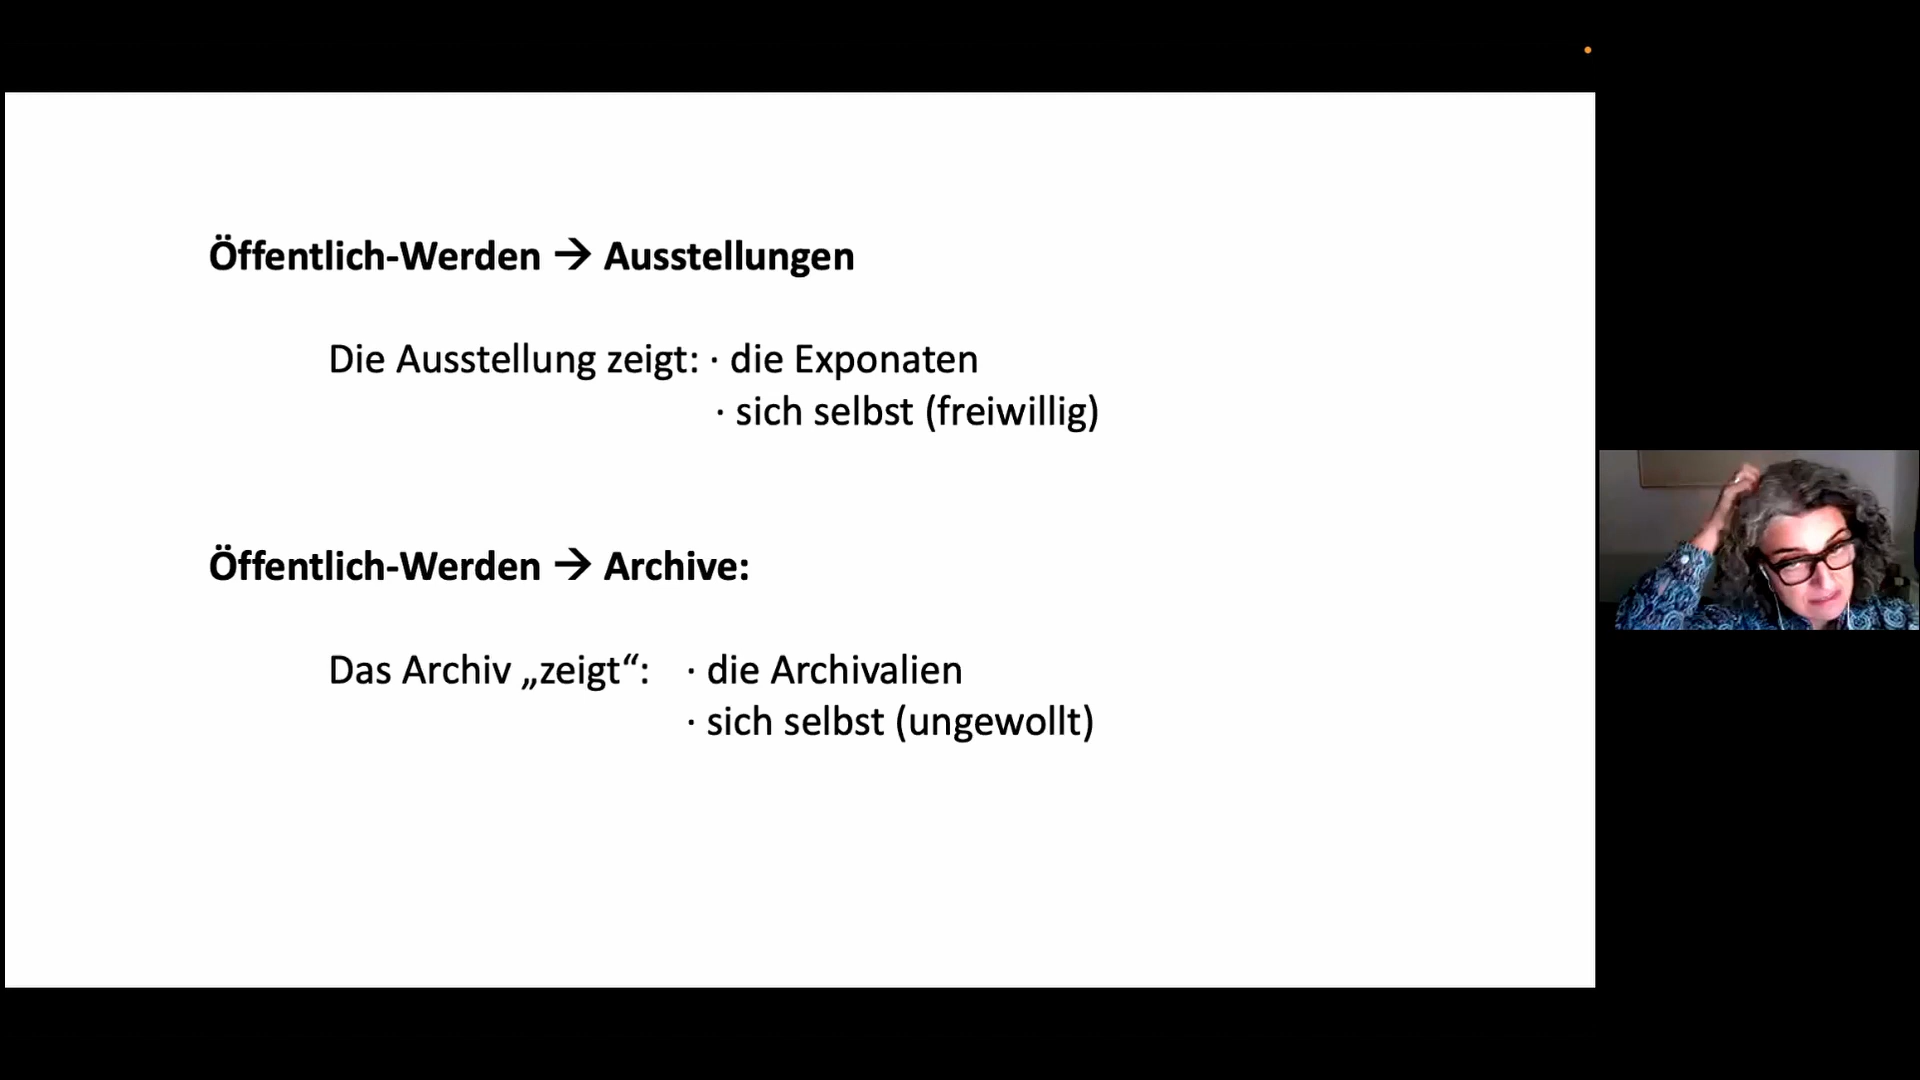 Öffentlich-Werden → Ausstellungen
Die Ausstellung zeigt: · die Exponaten
· sich selbst (freiwillig)
Öffentlich-Werden → Archive:
Das Archiv „zeigt“: · die Archivalien
· sich selbst (ungewollt)